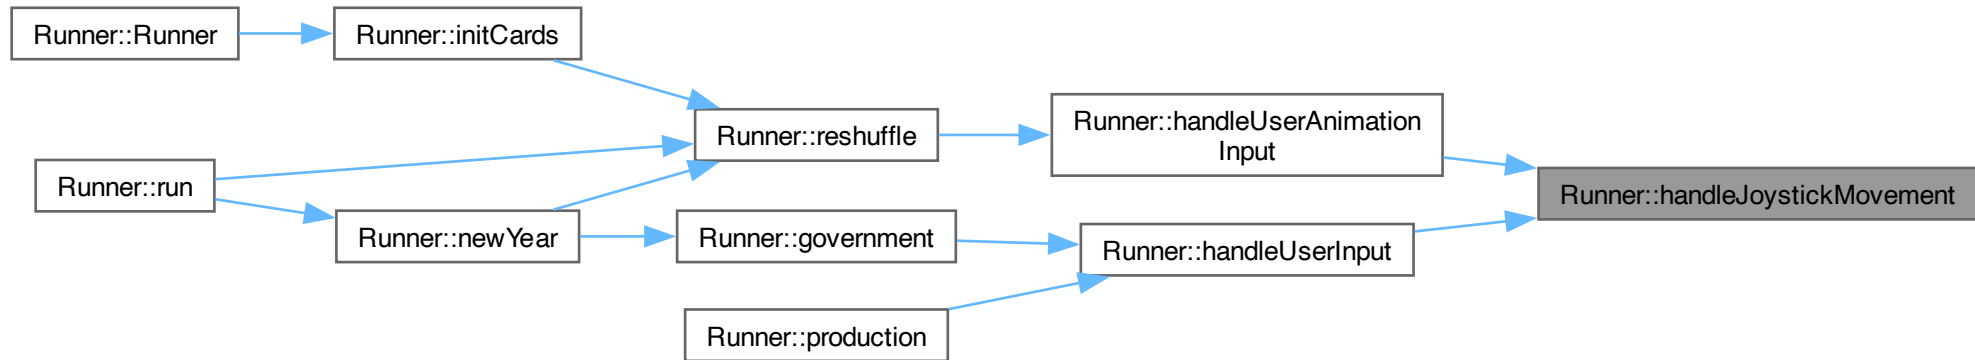 Runner::Runner
Runner::initCards
Runner::reshuffle
Runner::handleUserAnimation
Input
Runner::run
Runner::handleJoystickMovement
Runner::newYear
Runner::government
Runner::handleUserInput
Runner::production